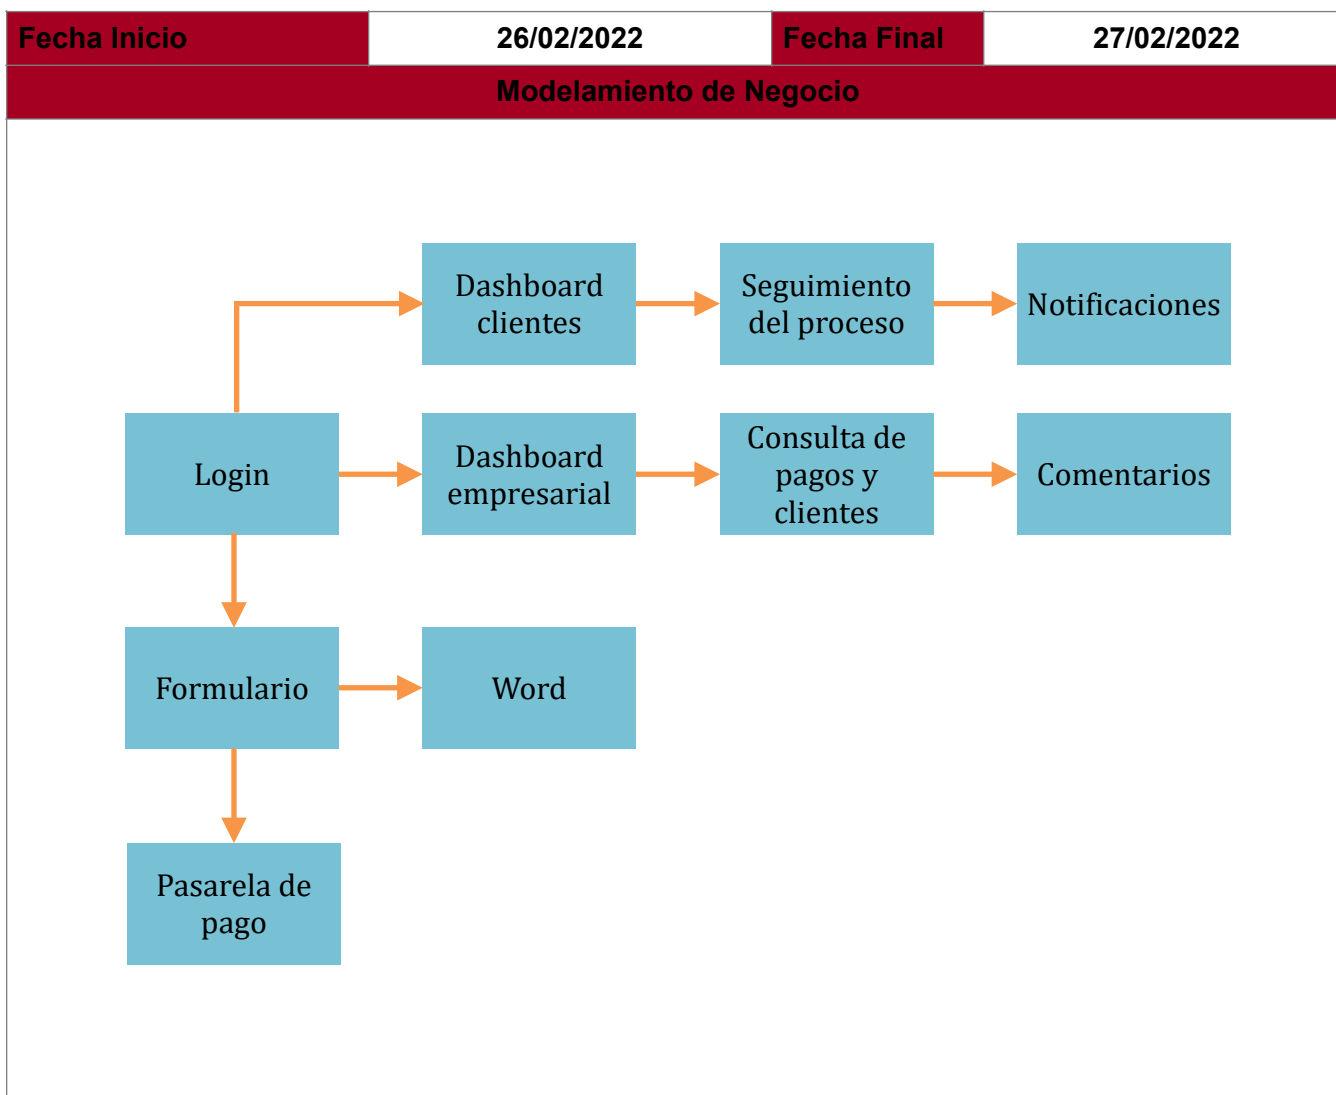 Fecha Inicio 26/02/2022 Fecha Final 27/02/2022
Modelamiento de Negocio
Dashboard
clientes
Seguimiento
del proceso
Notificaciones
Login
Dashboard
empresarial
Consulta de
pagos y
clientes
Comentarios
Formulario
Word
Pasarela de
pago